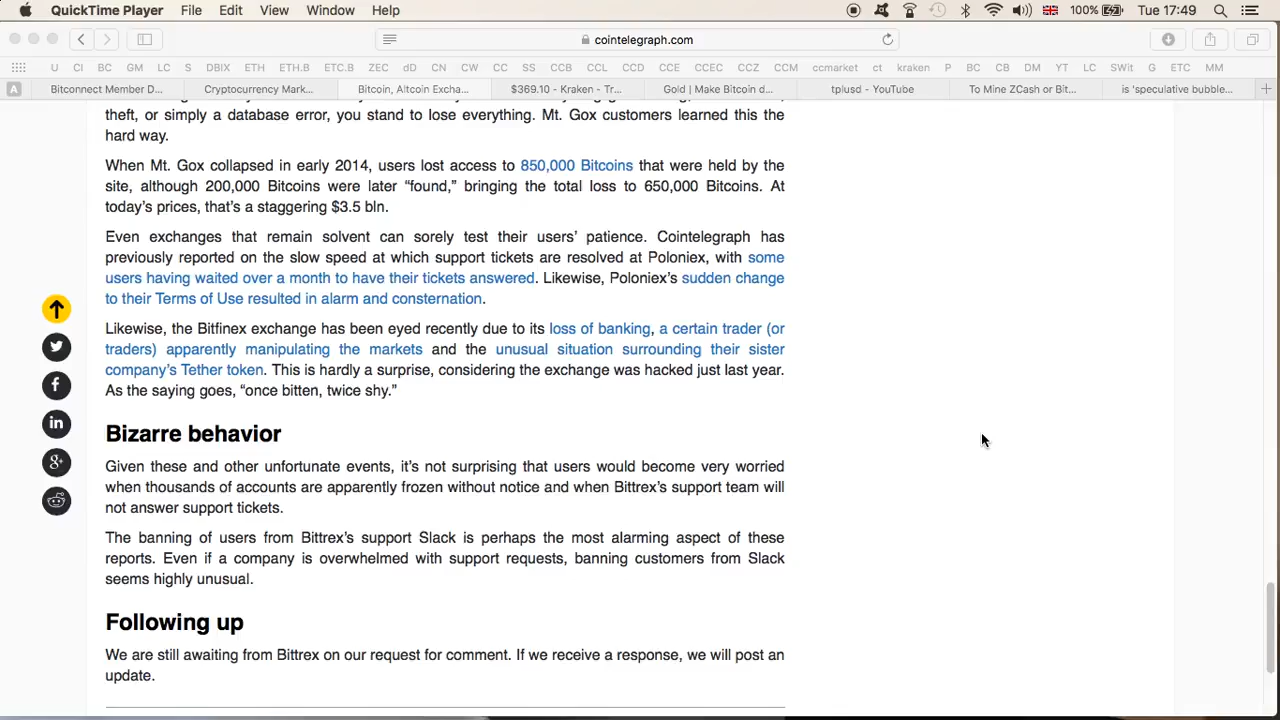 QuickTime Player File Edit View Window Help 100% Tue 17:49
cointelegraph.com
U CI BC GM LC S DBIX ETH ETH.B ETC.B ZEC dD CN CW CC SS CCB CCL CCD CCE CCEC CCZ CCM ccmarket ct kraken P BC CB DM YT LC SWit G ETC MM
A Bitconnect Member D... Cryptocurrency Mark... Bitcoin, Altcoin Excha... $369.10 - Kraken - Tr... Gold | Make Bitcoin d... tplusd - YouTube To Mine ZCash or Bit... is 'speculative bubble...
theft, or simply a database error, you stand to lose everything. Mt. Gox customers learned this the
hard way.
When Mt. Gox collapsed in early 2014, users lost access to 850,000 Bitcoins that were held by the
site, although 200,000 Bitcoins were later “found,” bringing the total loss to 650,000 Bitcoins. At
today’s prices, that’s a staggering $3.5 bln.
Even exchanges that remain solvent can sorely test their users’ patience. Cointelegraph has
previously reported on the slow speed at which support tickets are resolved at Poloniex, with some
users having waited over a month to have their tickets answered. Likewise, Poloniex’s sudden change
to their Terms of Use resulted in alarm and consternation.
Likewise, the Bitfinex exchange has been eyed recently due to its loss of banking, a certain trader (or
traders) apparently manipulating the markets and the unusual situation surrounding their sister
company’s Tether token. This is hardly a surprise, considering the exchange was hacked just last year.
As the saying goes, “once bitten, twice shy.”
Bizarre behavior
Given these and other unfortunate events, it’s not surprising that users would become very worried
when thousands of accounts are apparently frozen without notice and when Bittrex’s support team will
not answer support tickets.
The banning of users from Bittrex’s support Slack is perhaps the most alarming aspect of these
reports. Even if a company is overwhelmed with support requests, banning customers from Slack
seems highly unusual.
Following up
We are still awaiting from Bittrex on our request for comment. If we receive a response, we will post an
update.